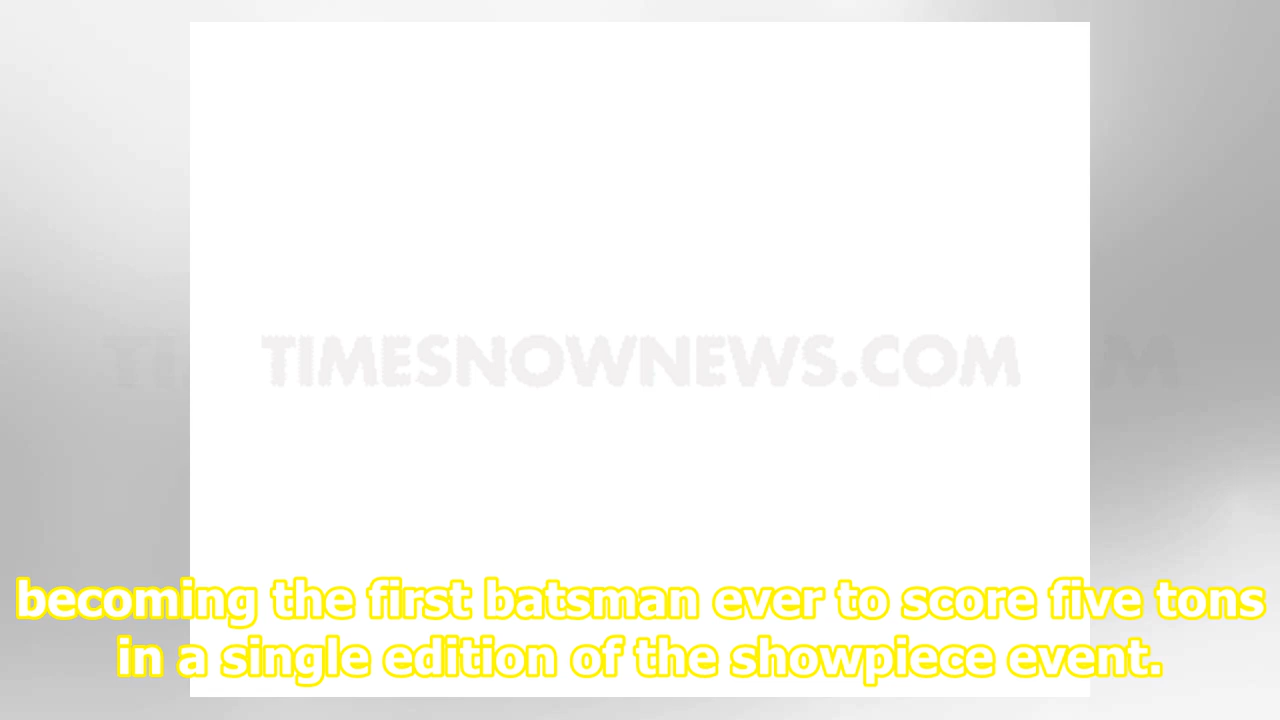 TIMESNOWNEWS.COM
becoming the first batsman ever to score five tons
in a single edition of the showpiece event.